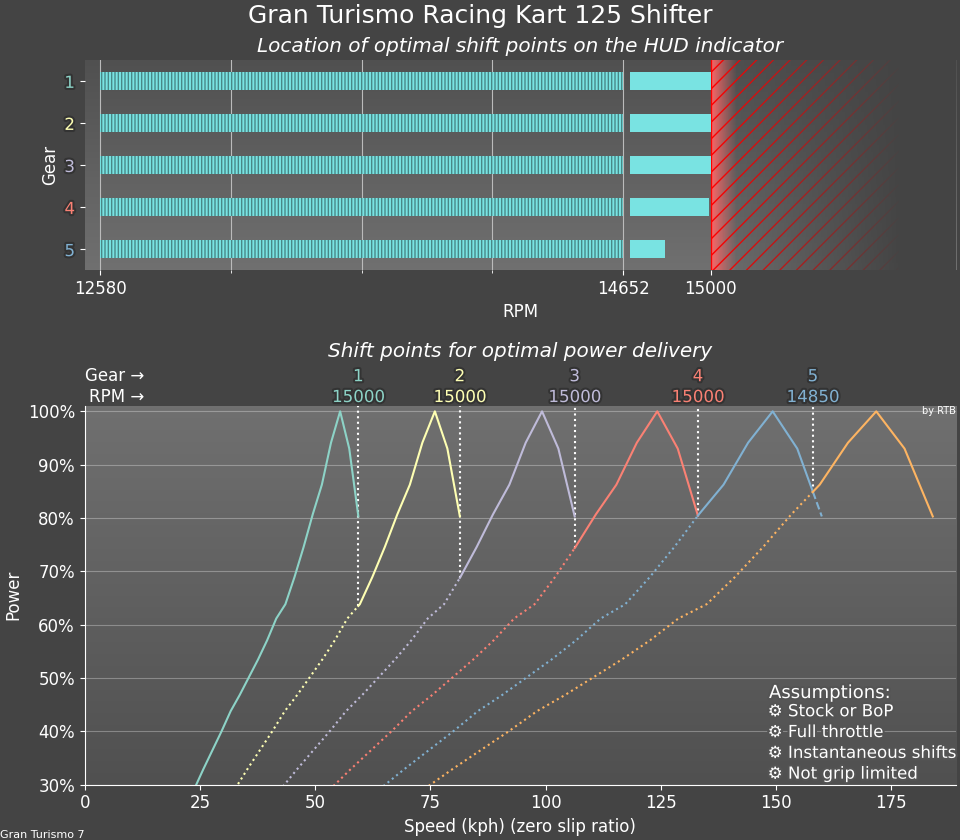 Gran Turismo Racing Kart 125 Shifter
Location of optimal shift points on the HUD indicator
Gear
1
2
3
4
5
12580 14652 15000
RPM
Shift points for optimal power delivery
Gear → 1 2 3 4 5
RPM → 15000 15000 15000 15000 14850
by RTB
Power
100%
90%
80%
70%
60%
50%
40%
30%
Assumptions:
⚙ Stock or BoP
⚙ Full throttle
⚙ Instantaneous shifts
⚙ Not grip limited
0 25 50 75 100 125 150 175
Speed (kph) (zero slip ratio)
Gran Turismo 7